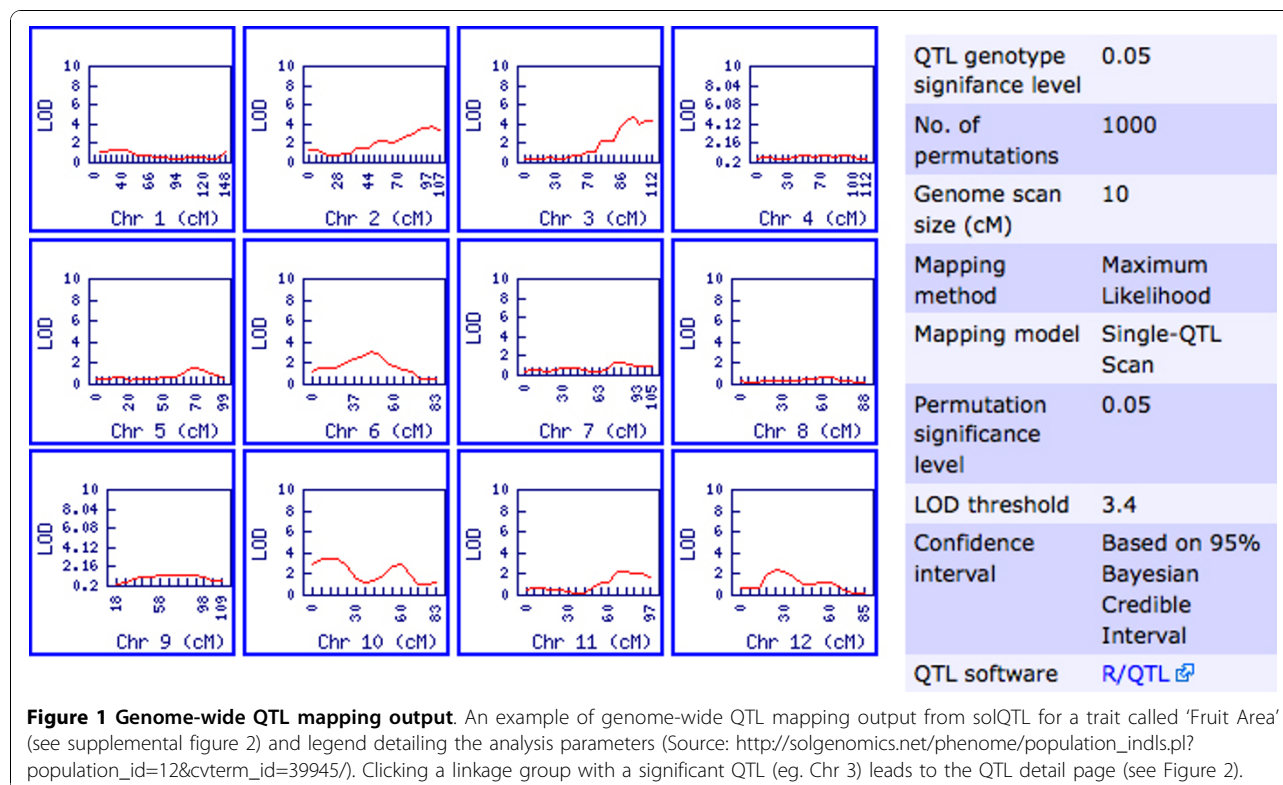 10
8
6
4
2
0
LOD
0
40
66
94
120
148
Chr 1 (cM)
10
8
6
4
2
0
LOD
0
28
44
70
97
107
Chr 2 (cM)
10
8
6
4
2
0
LOD
0
30
70
86
112
Chr 3 (cM)
10
8.04
6.08
4.12
2.16
0.2
LOD
0
30
70
100
112
Chr 4 (cM)
10
8
6
4
2
0
LOD
0
20
50
70
99
Chr 5 (cM)
10
8
6
4
2
0
LOD
0
37
60
83
Chr 6 (cM)
10
8
6
4
2
0
LOD
0
30
63
93
105
Chr 7 (cM)
10
8
6
4
2
0
LOD
0
30
60
88
Chr 8 (cM)
10
8.04
6.08
4.12
2.16
0.2
LOD
18
58
98
109
Chr 9 (cM)
10
8
6
4
2
0
LOD
0
30
60
83
Chr 10 (cM)
10
8
6
4
2
0
LOD
0
30
60
97
Chr 11 (cM)
10
8
6
4
2
0
LOD
0
30
60
85
Chr 12 (cM)
QTL genotype 0.05
signifance level
No. of 1000
permutations
Genome scan 10
size (cM)
Mapping Maximum
method Likelihood
Mapping model Single-QTL
Scan
Permutation 0.05
significance
level
LOD threshold 3.4
Confidence Based on 95%
interval Bayesian
Credible
Interval
QTL software R/QTL
Figure 1 Genome-wide QTL mapping output. An example of genome-wide QTL mapping output from solQTL for a trait called ‘Fruit Area’
(see supplemental figure 2) and legend detailing the analysis parameters (Source: http://solgenomics.net/phenome/population_indls.pl?
population_id=12&cvterm_id=39945/). Clicking a linkage group with a significant QTL (eg. Chr 3) leads to the QTL detail page (see Figure 2).